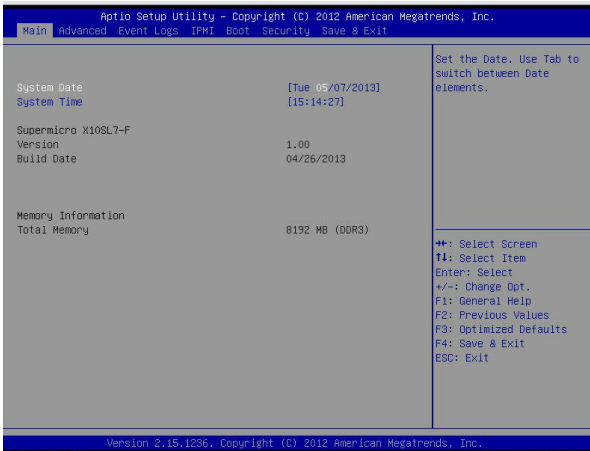 Aptio Setup Utility – Copyright (C) 2012 American Megatrends, Inc.
Main Advanced Event Logs IPMI Boot Security Save & Exit
Set the Date. Use Tab to
switch between Date
elements.
System Date [Tue 05/07/2013]
System Time [15:14:27]
Supermicro X10SL7-F
Version 1.00
Build Date 04/26/2013
Memory Information
Total Memory 8192 MB (DDR3)
→←: Select Screen
↑↓: Select Item
Enter: Select
+/-: Change Opt.
F1: General Help
F2: Previous Values
F3: Optimized Defaults
F4: Save & Exit
ESC: Exit
Version 2.15.1236. Copyright (C) 2012 American Megatrends, Inc.